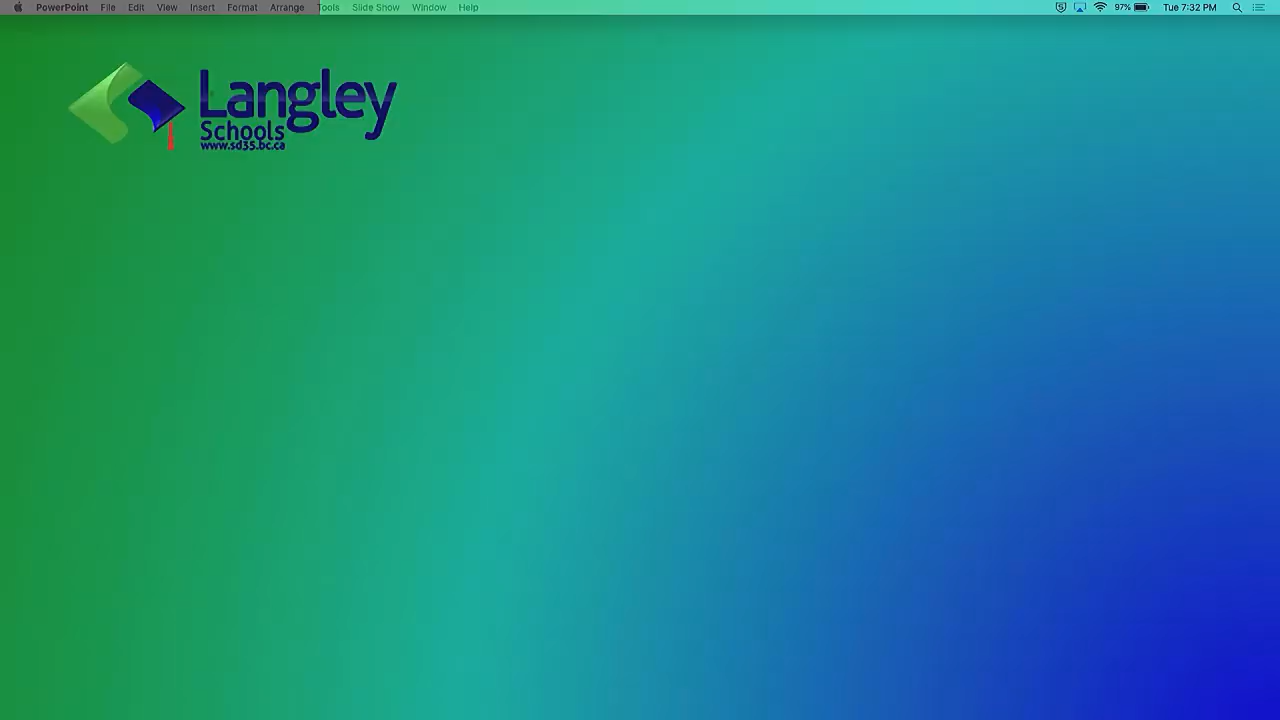 PowerPoint File Edit View Insert Format Arrange Tools Slide Show Window Help 97% Tue 7:32 PM
Langley
Schools
www.sd35.bc.ca